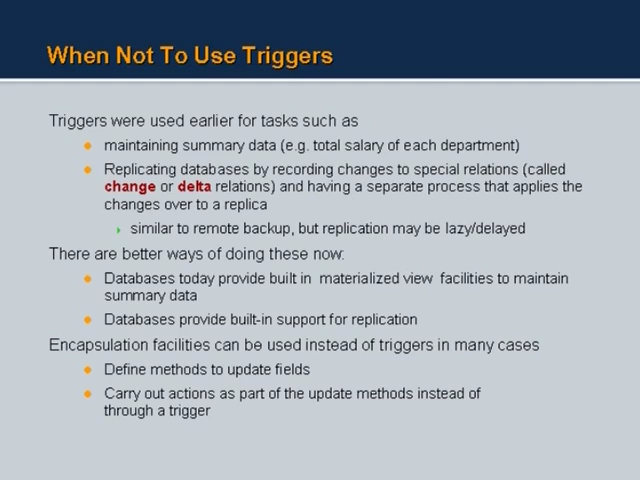 When Not To Use Triggers
Triggers were used earlier for tasks such as
maintaining summary data (e.g. total salary of each department)
Replicating databases by recording changes to special relations (called
change or delta relations) and having a separate process that applies the
changes over to a replica
similar to remote backup, but replication may be lazy/delayed
There are better ways of doing these now:
Databases today provide built in materialized view facilities to maintain
summary data
Databases provide built-in support for replication
Encapsulation facilities can be used instead of triggers in many cases
Define methods to update fields
Carry out actions as part of the update methods instead of
through a trigger